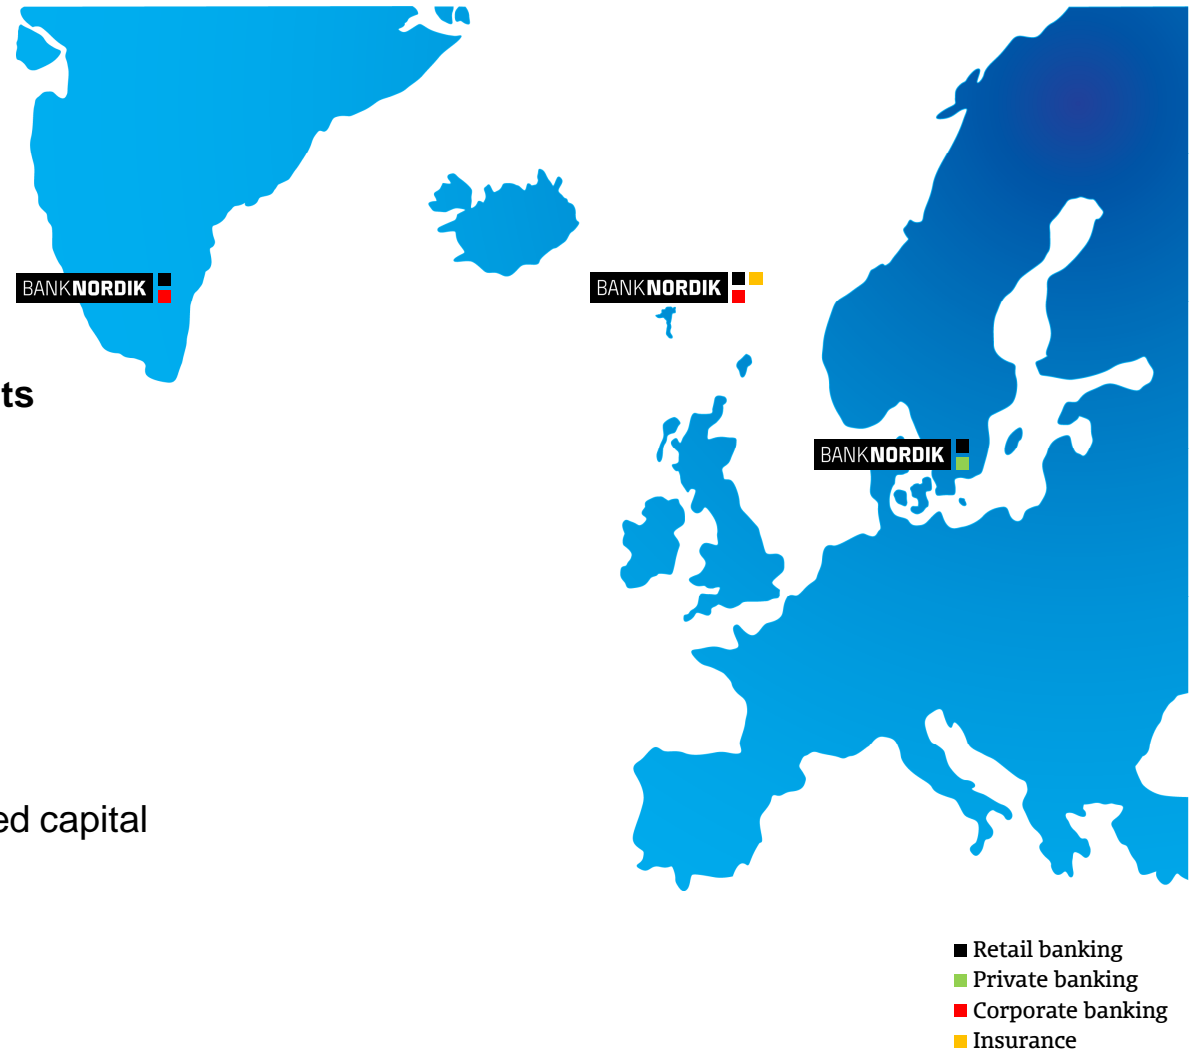 BANKNORDIK
BANKNORDIK
ts
BANKNORDIK
ed capital
Retail banking
Private banking
Corporate banking
Insurance